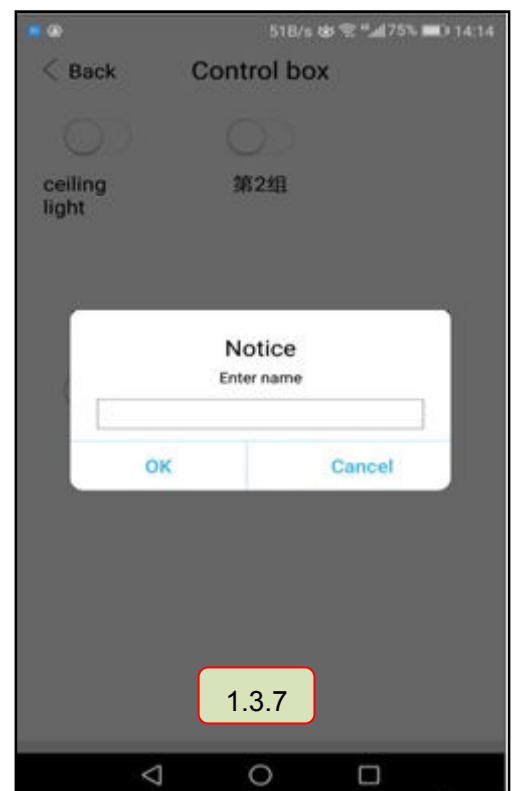 51B/s 75% 14:14
Back Control box
ceiling 第2组
light
Notice
Enter name
OK Cancel
1.3.7